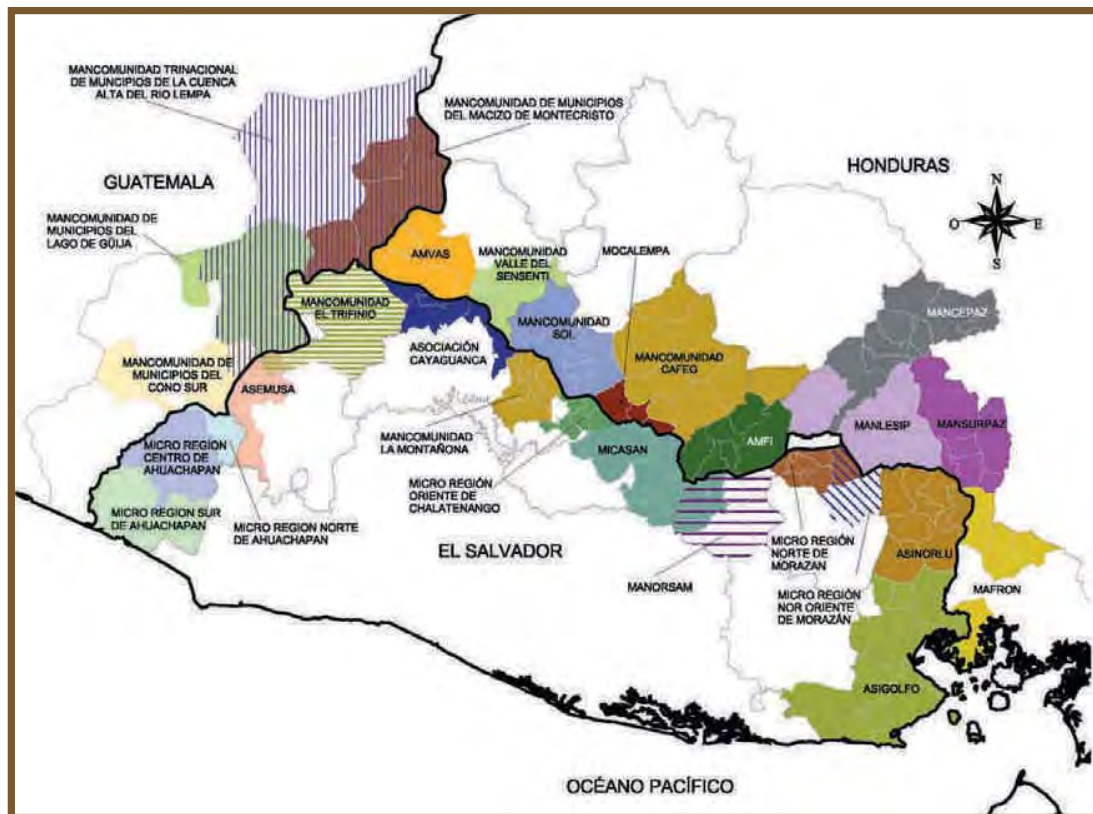 MANCOMUNIDAD TRINACIONAL
DE MUNCIPIOS DE LA CUENCA
ALTA DEL RIO LEMPA
MANCOMUNIDAD DE MUNICIPIOS
DEL MACIZO DE MONTECRISTO
GUATEMALA
HONDURAS
N
O
E
S
MANCOMUNIDAD DE
MUNICIPIOS DEL
LAGO DE GÜIJA
AMVAS
MANCOMUNIDAD
VALLE DEL
SENSENTI
MOCALEMPA
MANCOMUNIDAD
EL TRIFINIO
MANCOMUNIDAD
SOL
MANCEPAZ
ASOCIACIÓN
CAYAGUANCA
MANCOMUNIDAD
CAFEG
MANCOMUNIDAD DE
MUNICIPIOS DEL
CONO SUR
ASEMUSA
MANLESIP
MANSURPAZ
MANCOMUNIDAD
LA MONTAÑONA
MICASAN
AMFI
MICRO REGION
CENTRO DE
AHUACHAPAN
MICRO REGIÓN
ORIENTE DE
CHALATENANGO
MICRO REGION SUR
DE AHUACHAPAN
MICRO REGION NORTE
DE AHUACHAPAN
EL SALVADOR
MANORSAM
MICRO REGIÓN
NORTE DE
MORAZAN
ASINORLU
MICRO REGIÓN
NOR ORIENTE
DE MORAZÁN
MAFRON
ASIGOLFO
OCÉANO PACÍFICO